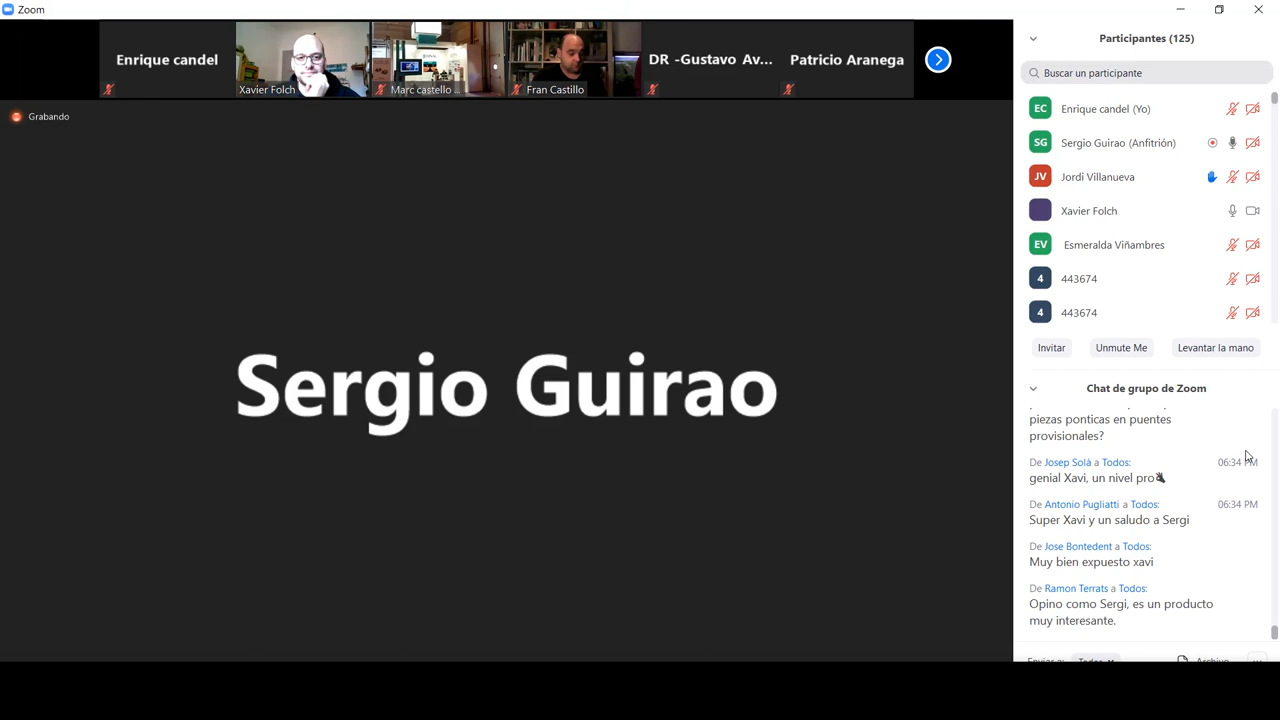 Zoom
Enrique candel
Xavier Folch
Marc castello ...
Fran Castillo
DR -Gustavo Av...
Patricio Aranega
Grabando
Sergio Guirao
Participantes (125)
Buscar un participante
EC Enrique candel (Yo)
SG Sergio Guirao (Anfitrión)
JV Jordi Villanueva
Xavier Folch
EV Esmeralda Viñambres
4 443674
4 443674
Invitar Unmute Me Levantar la mano
Chat de grupo de Zoom
piezas ponticas en puentes
provisionales?
De Josep Solá a Todos: 06:34 PM
genial Xavi, un nivel pro
De Antonio Pugliatti a Todos: 06:34 PM
Super Xavi y un saludo a Sergi
De Jose Bontedent a Todos:
Muy bien expuesto xavi
De Ramon Terrats a Todos:
Opino como Sergi, es un producto
muy interesante.
Enviar a: Todos Archivo